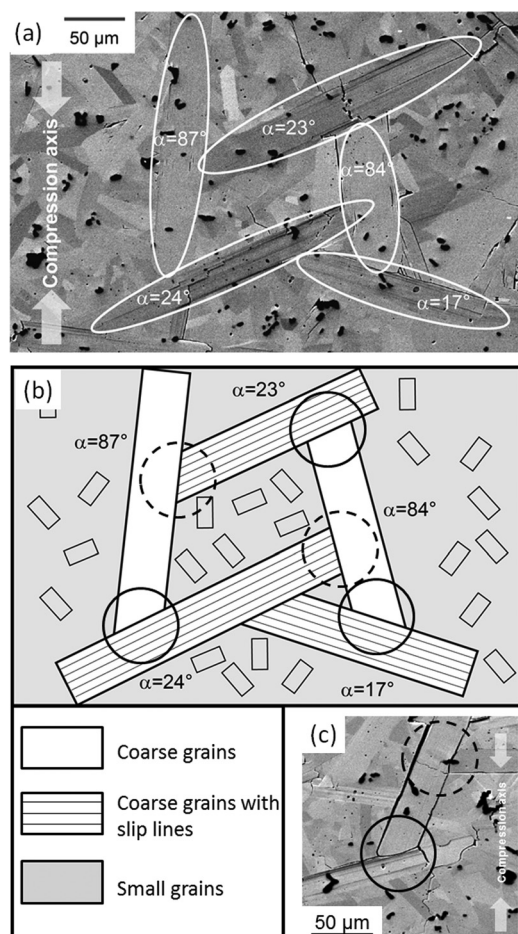 (a)
50 µm
Compression axis
α=87°
α=23°
α=84°
α=24°
α=17°
(b)
α=23°
α=87°
α=84°
α=24°
α=17°
Coarse grains
Coarse grains with
slip lines
Small grains
(c)
Compression axis
50 µm